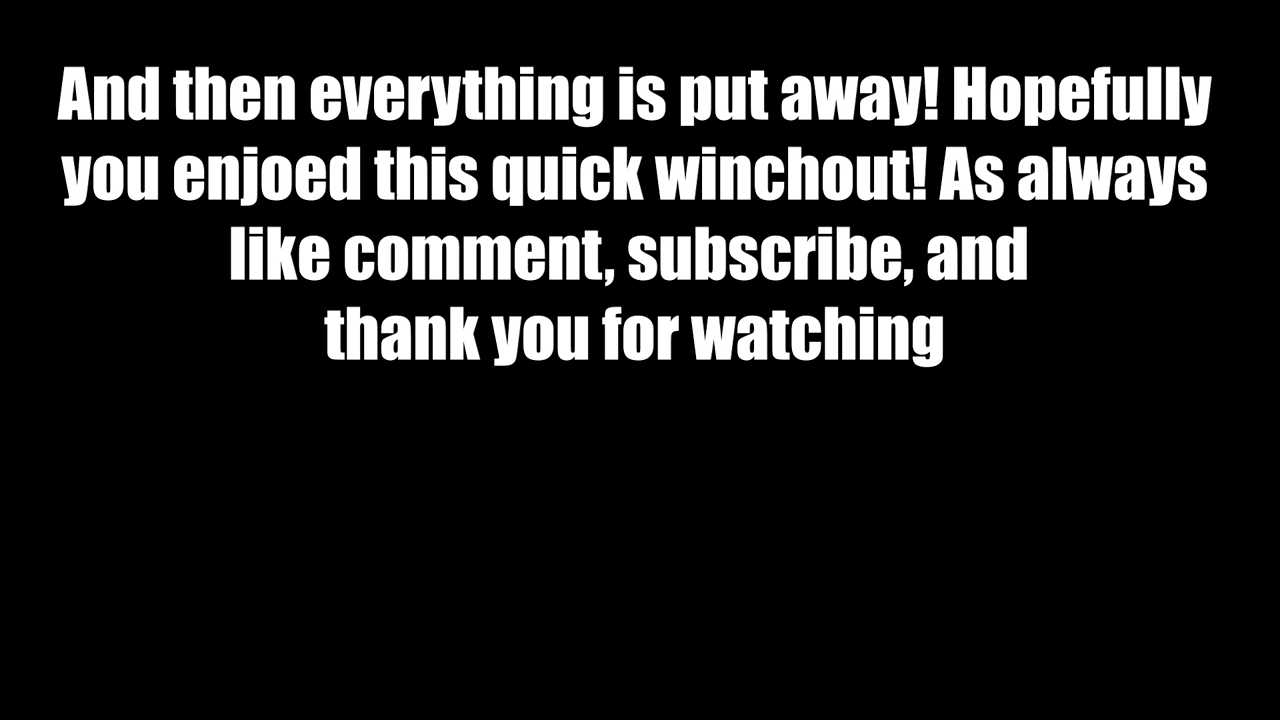 And then everything is put away! Hopefully
you enjoed this quick winchout! As always
like comment, subscribe, and
thank you for watching